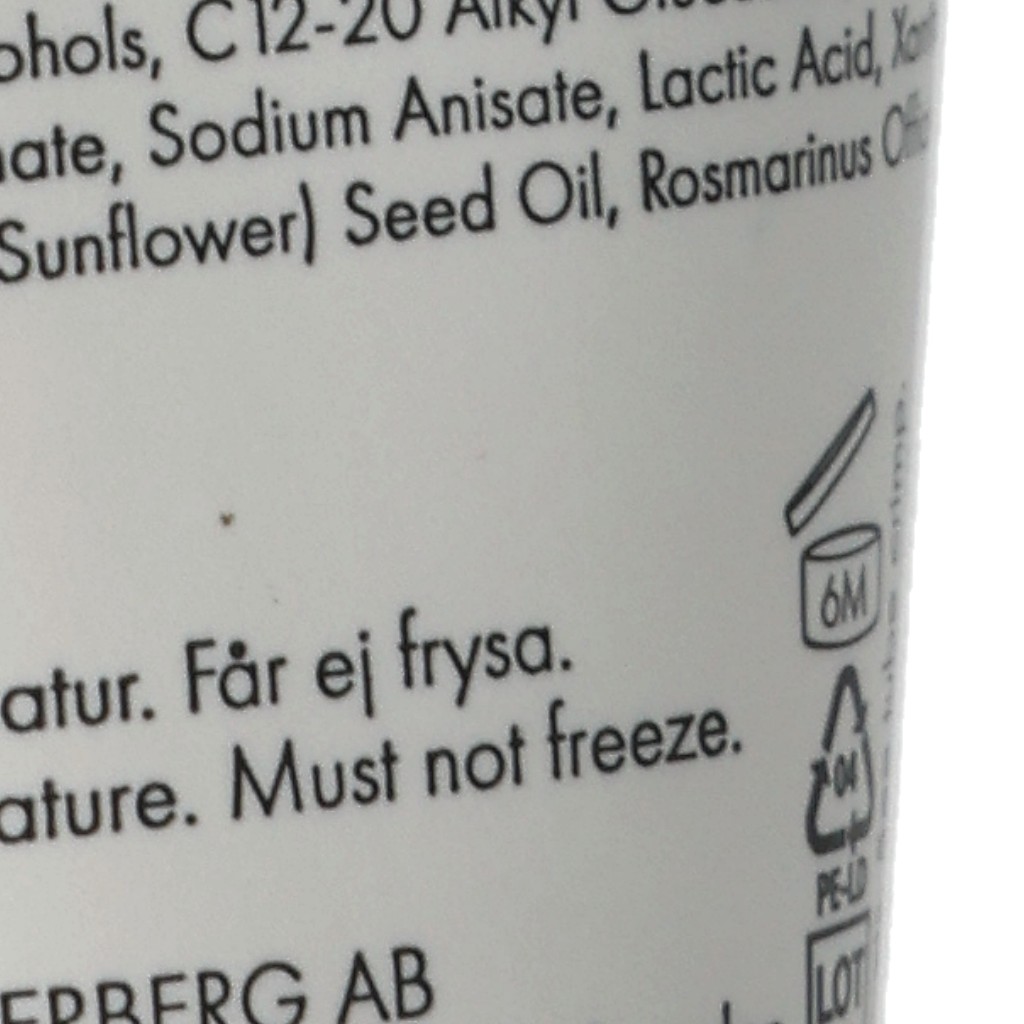 ohols, C12-20 Alkyl
ate, Sodium Anisate, Lactic Acid,
Sunflower) Seed Oil, Rosmarinus
6M
atur. Får ej frysa.
ature. Must not freeze.
04
PE-LD
ERBERG AB
LOT